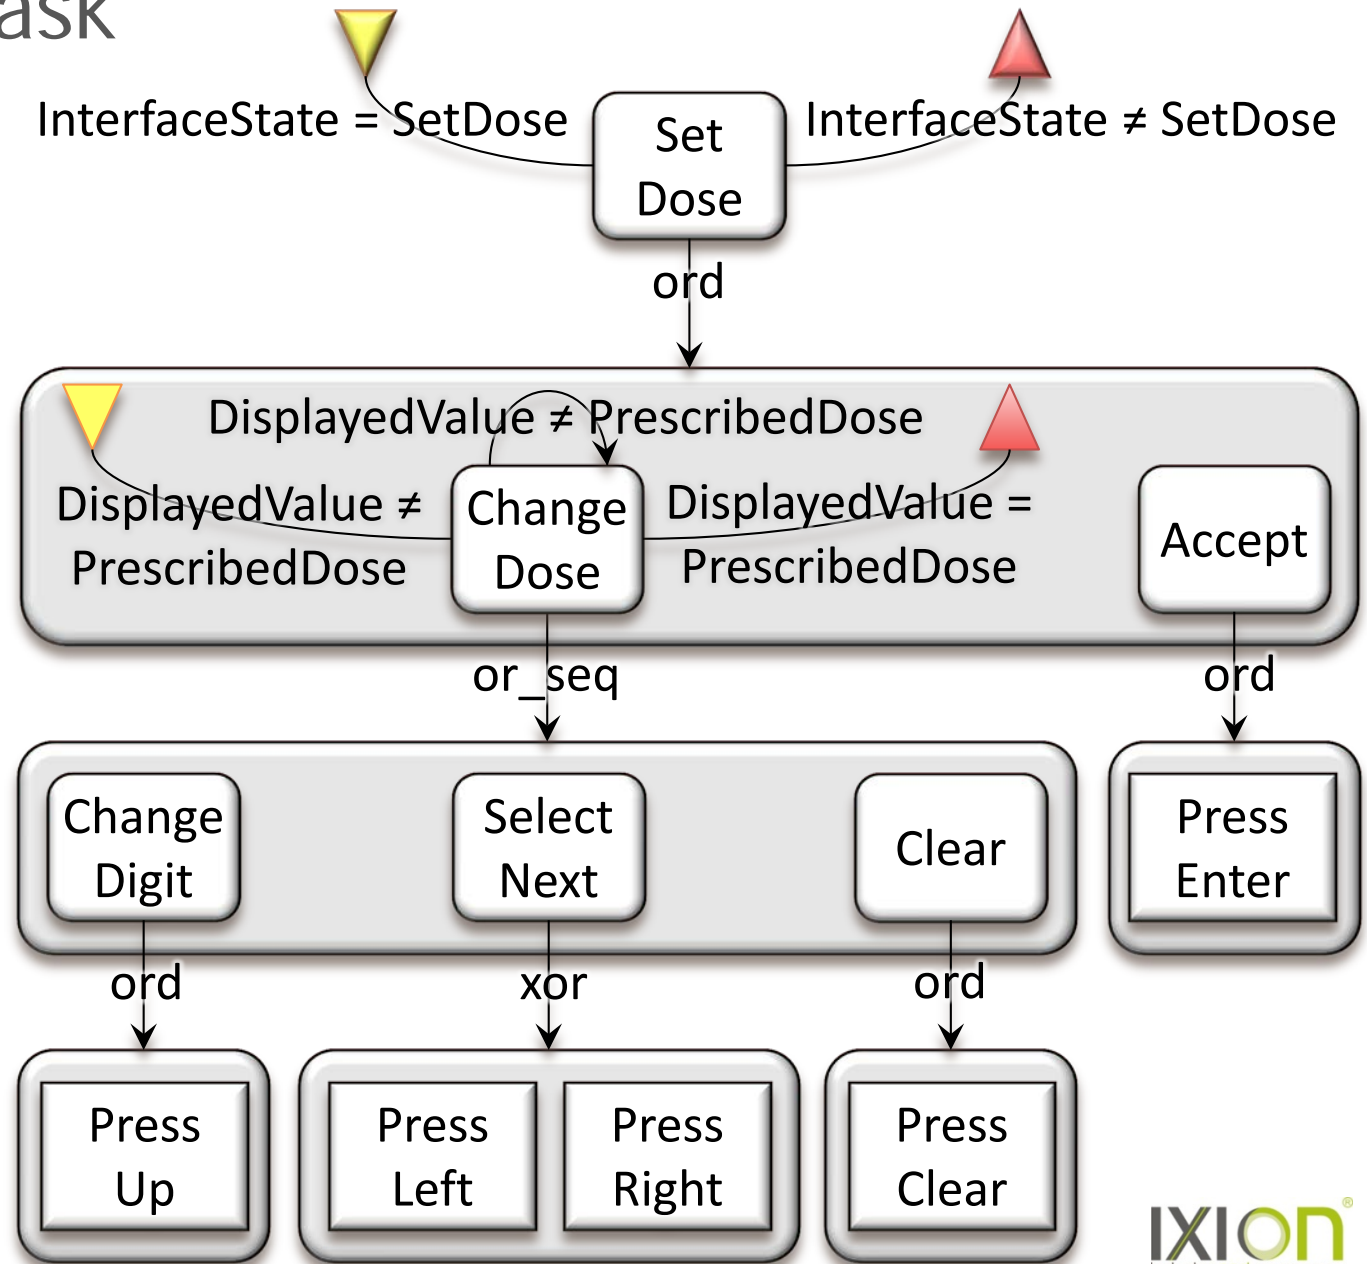 ask
InterfaceState = SetDose
Set
Dose
InterfaceState ≠ SetDose
ord
DisplayedValue ≠ PrescribedDose
DisplayedValue ≠
PrescribedDose
Change
Dose
DisplayedValue =
PrescribedDose
Accept
or_seq
ord
Change
Digit
Select
Next
Clear
Press
Enter
ord
xor
ord
Press
Up
Press
Left
Press
Right
Press
Clear
IXION®